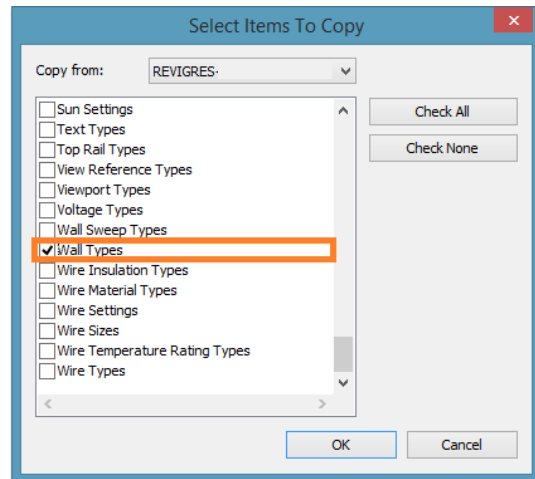 Select Items To Copy
Copy from: REVIGRES·
Sun Settings
Check All
Text Types
Top Rail Types
Check None
View Reference Types
Viewport Types
Voltage Types
Wall Sweep Types
Wall Types
Wire Insulation Types
Wire Material Types
Wire Settings
Wire Sizes
Wire Temperature Rating Types
Wire Types
OK Cancel